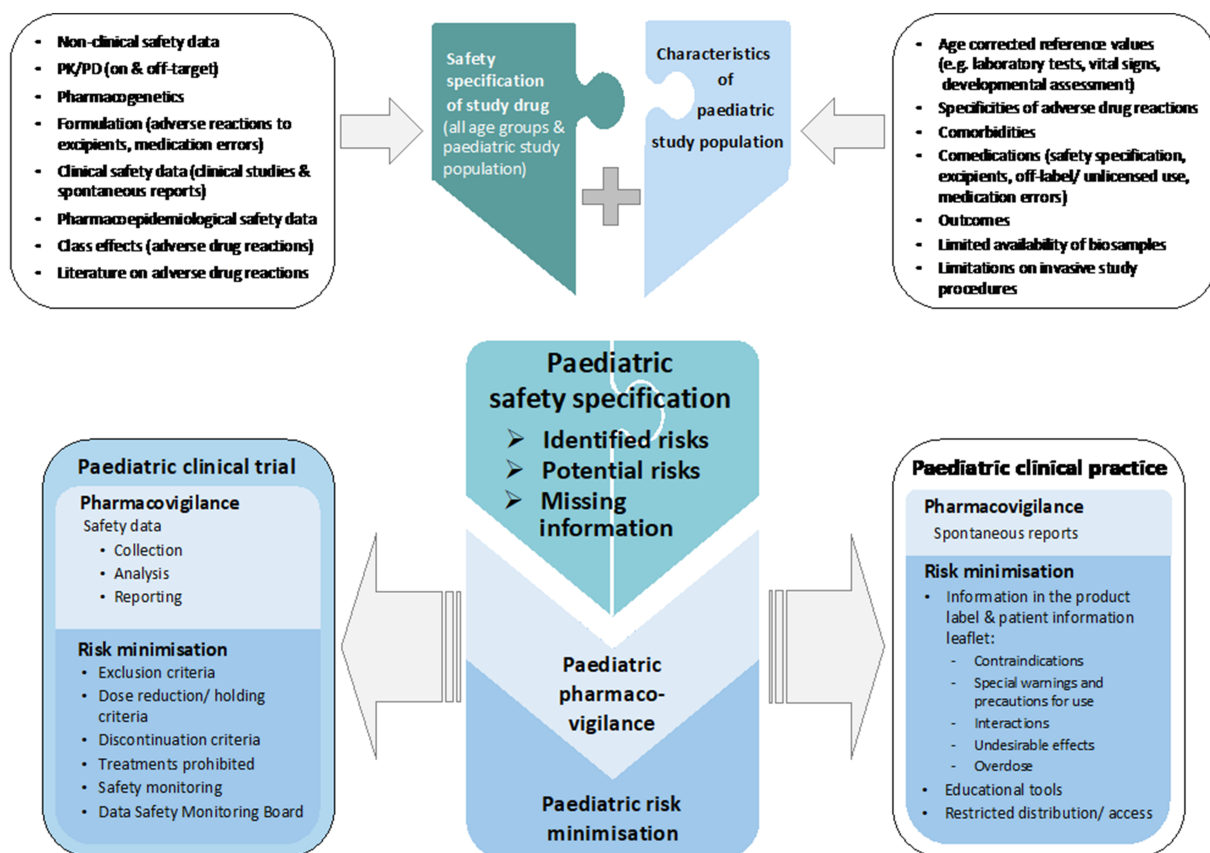 - Non-clinical safety data
- PK/PD (on & off-target)
- Pharmacogenetics
- Formulation (adverse reactions to
excipients, medication errors)
- Clinical safety data (clinical studies &
spontaneous reports)
- Pharmacoepidemiological safety data
- Class effects (adverse drug reactions)
- Literature on adverse drug reactions
Safety
specification
of study drug
(all age groups &
paediatric study
population)
Characteristics
of
paediatric
study population
- Age corrected reference values
(e.g. laboratory tests, vital signs,
developmental assessment)
- Specificities of adverse drug reactions
- Comorbidities
- Comedications (safety specification,
excipients, off-label/ unlicensed use,
medication errors)
- Outcomes
- Limited availability of biosamples
- Limitations on invasive study
procedures
Paediatric
safety specification
➢ Identified risks
➢ Potential risks
➢ Missing
information
Paediatric clinical trial
Pharmacovigilance
Safety data
• Collection
• Analysis
• Reporting
Risk minimisation
• Exclusion criteria
• Dose reduction/ holding
criteria
• Discontinuation criteria
• Treatments prohibited
• Safety monitoring
• Data Safety Monitoring Board
Paediatric
pharmaco-
vigilance
Paediatric risk
minimisation
Paediatric clinical practice
Pharmacovigilance
Spontaneous reports
Risk minimisation
• Information in the product
label & patient information
leaflet:
- Contraindications
- Special warnings and
precautions for use
- Interactions
- Undesirable effects
- Overdose
• Educational tools
• Restricted distribution/ access